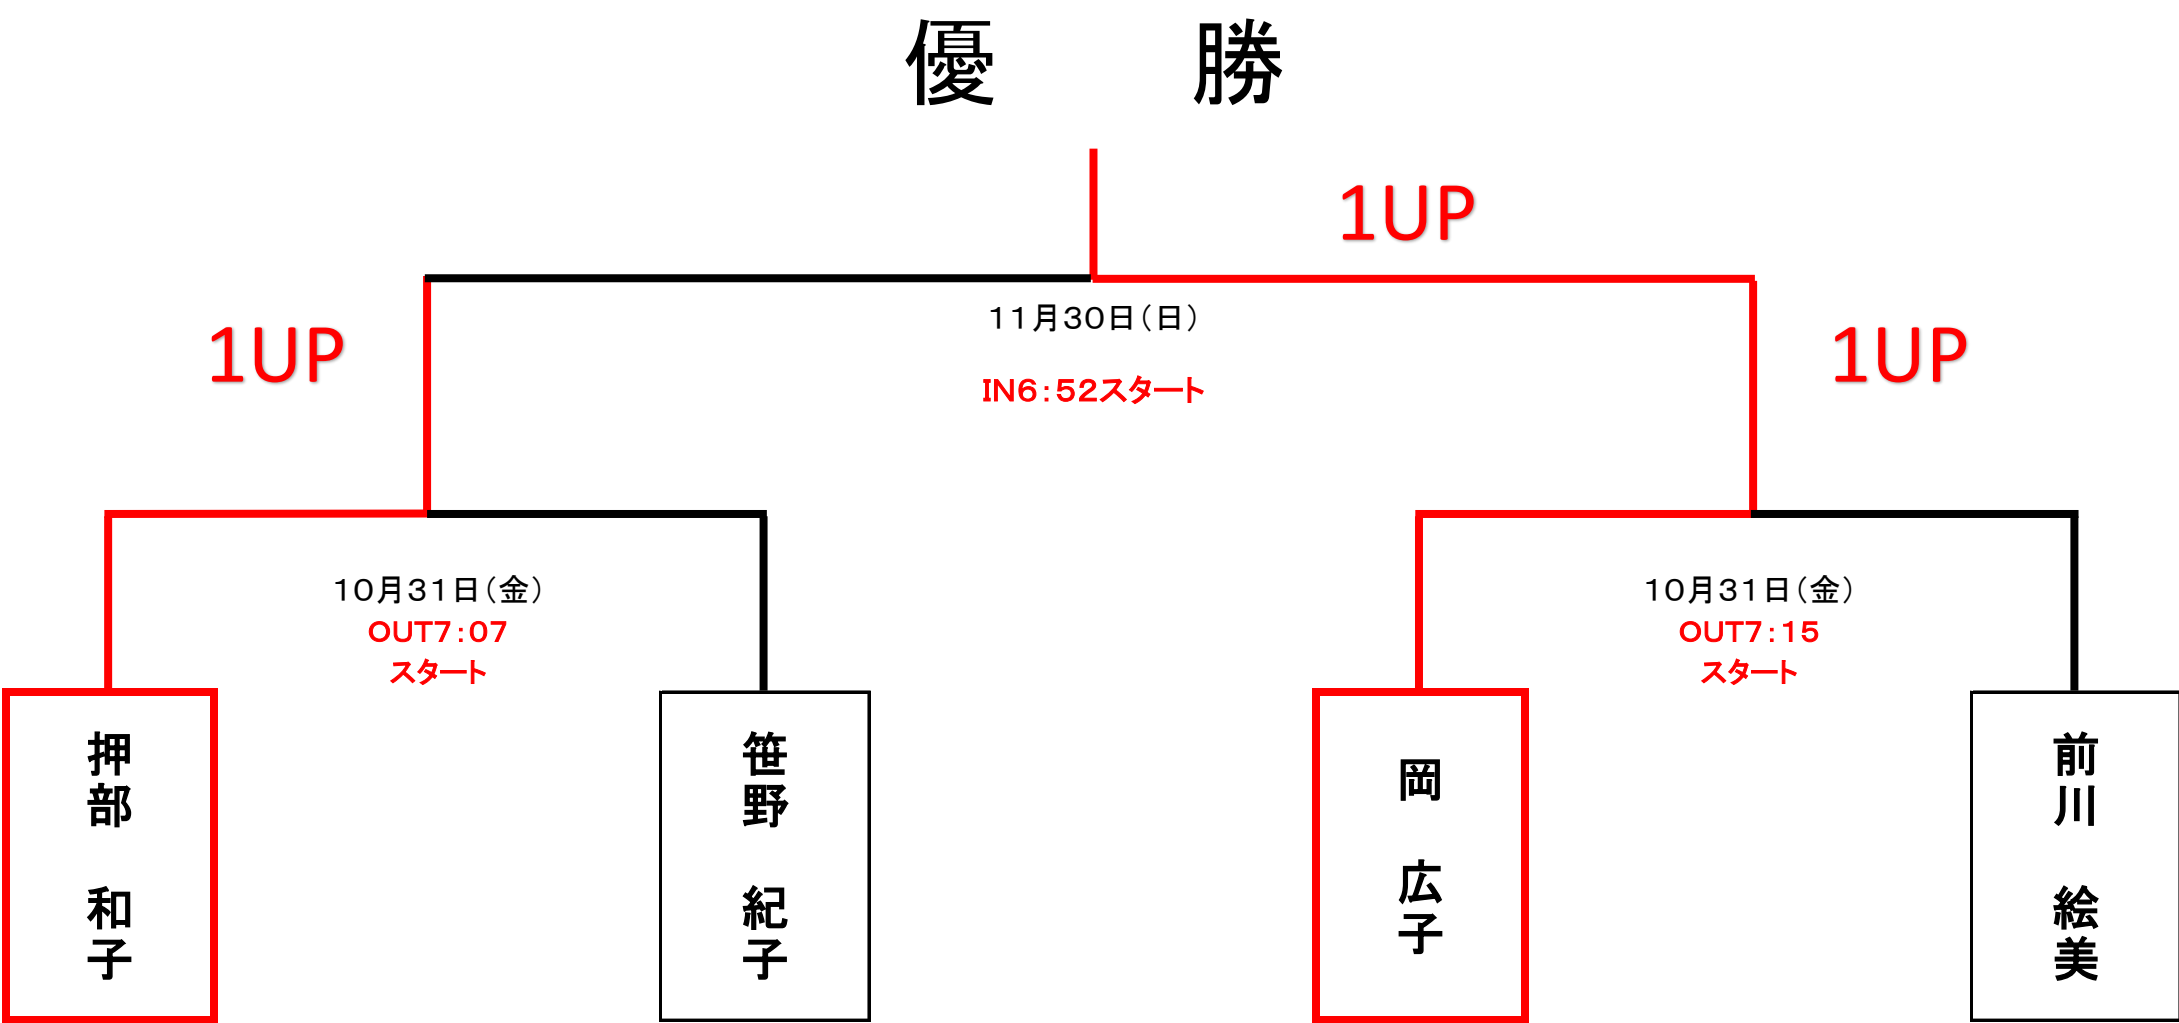 優　勝
1UP
11月30日（日）
1UP
1UP
IN6：52スタート
10月31日（金）
10月31日（金）
OUT7：07
OUT7：15
スタート
スタート
押部　和子
笹野　紀子
岡　広子
前川　絵美